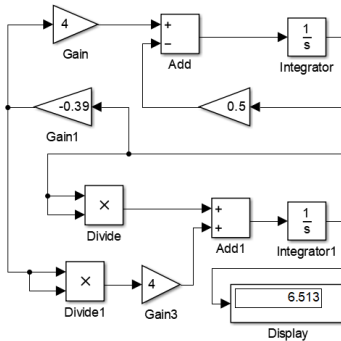 4
Gain
+
−
Add
1
s
Integrator
-0.39
Gain1
0.5
×
Divide
+
+
Add1
1
s
Integrator1
×
Divide1
4
Gain3
6.513
Display